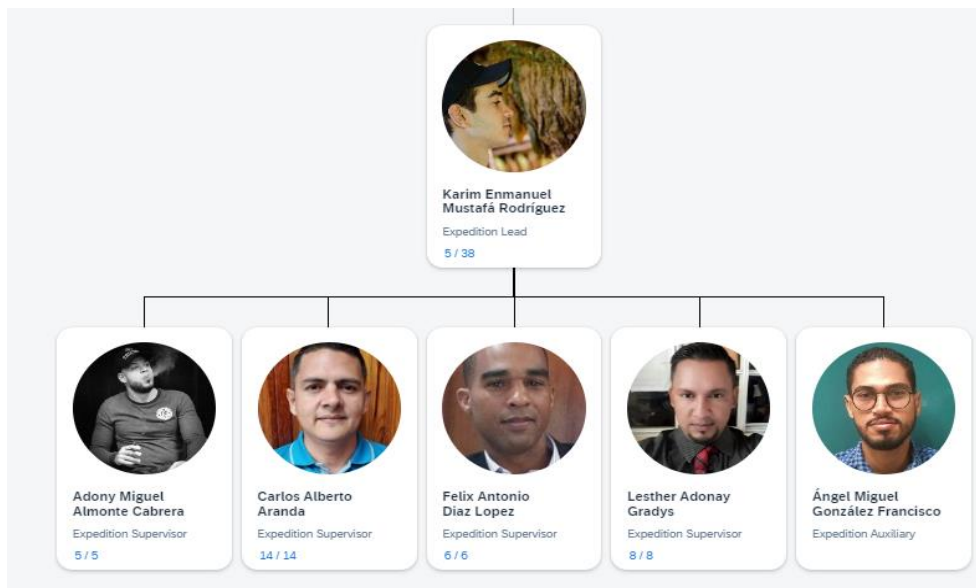 Karim Enmanuel
Mustafá Rodríguez
Expedition Lead
5 / 38
Adony Miguel
Almonte Cabrera
Expedition Supervisor
5 / 5
Carlos Alberto
Aranda
Expedition Supervisor
14 / 14
Felix Antonio
Diaz Lopez
Expedition Supervisor
6 / 6
Lesther Adonay
Gradys
Expedition Supervisor
8 / 8
Ángel Miguel
González Francisco
Expedition Auxiliary